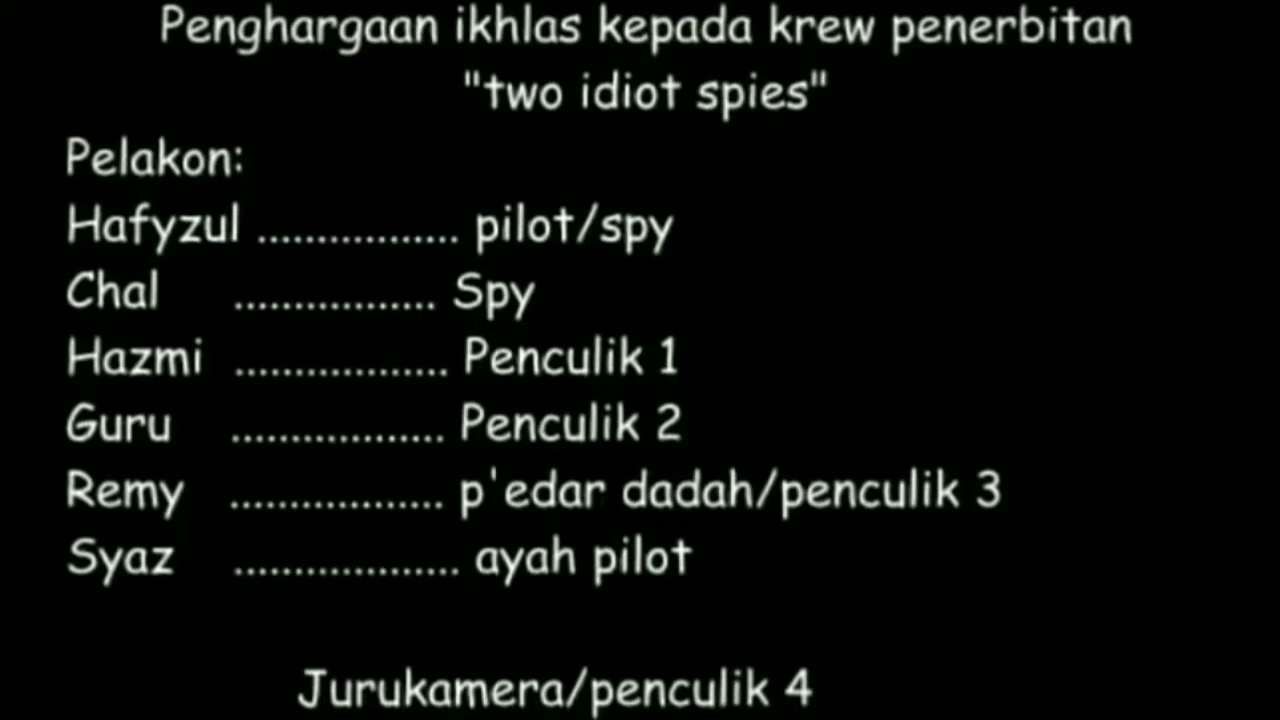 Penghargaan ikhlas kepada krew penerbitan
"two idiot spies"
Pelakon:
Hafyzul ................. pilot/spy
Chal ................. Spy
Hazmi .................. Penculik 1
Guru .................. Penculik 2
Remy .................. p'edar dadah/penculik 3
Syaz ................... ayah pilot
Jurukamera/penculik 4